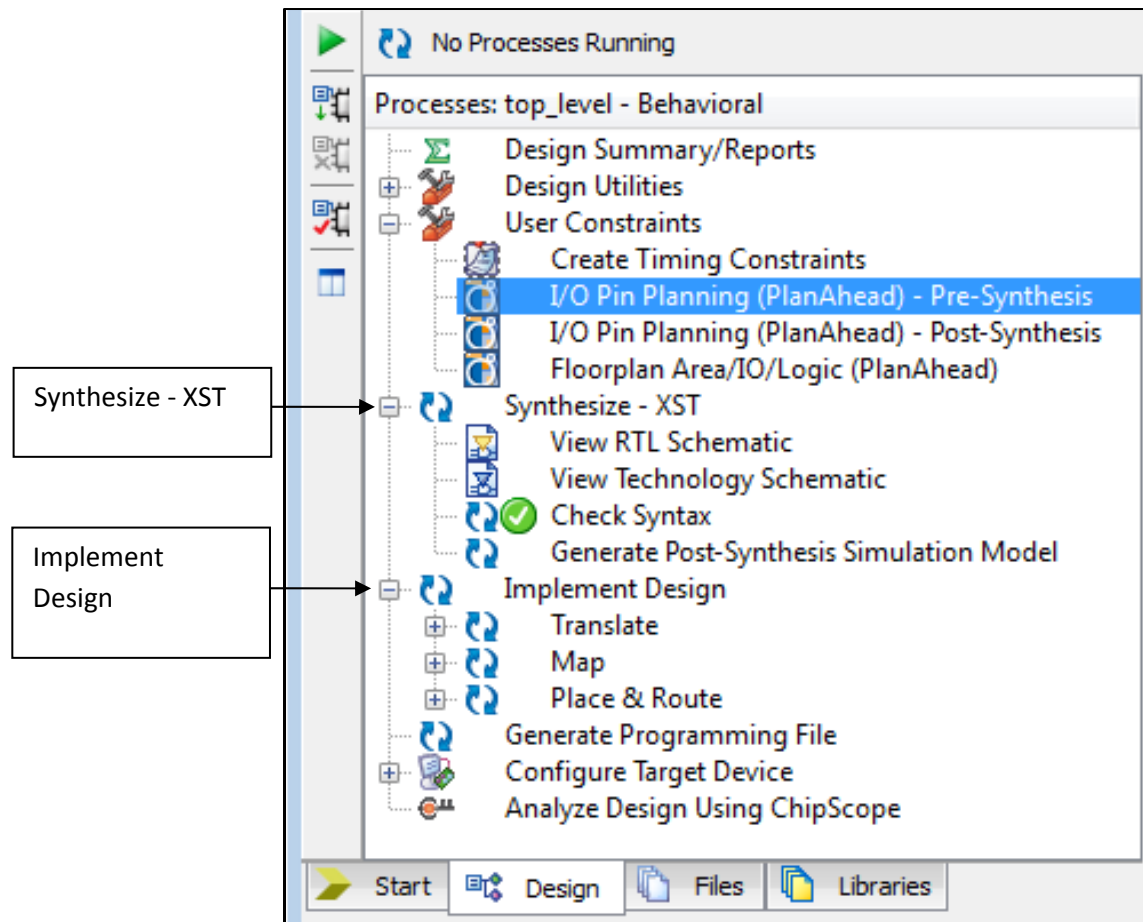 No Processes Running
Processes: top_level - Behavioral
Design Summary/Reports
Design Utilities
User Constraints
Create Timing Constraints
I/O Pin Planning (PlanAhead) - Pre-Synthesis
I/O Pin Planning (PlanAhead) - Post-Synthesis
Floorplan Area/IO/Logic (PlanAhead)
Synthesize - XST
Synthesize - XST
View RTL Schematic
View Technology Schematic
Check Syntax
Generate Post-Synthesis Simulation Model
Implement
Design
Implement Design
Translate
Map
Place & Route
Generate Programming File
Configure Target Device
Analyze Design Using ChipScope
Start Design Files Libraries